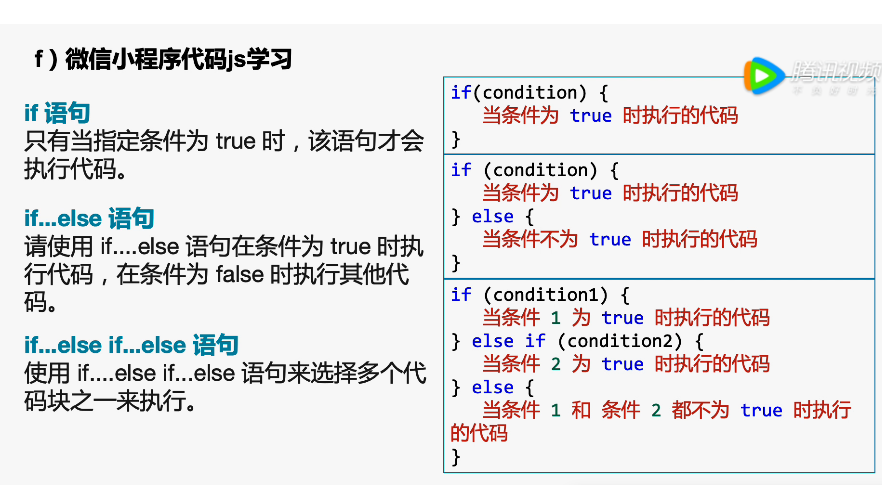 f）微信小程序代码js学习
if 语句
只有当指定条件为 true 时，该语句才会
执行代码。
if...else 语句
请使用 if....else 语句在条件为 true 时执
行代码，在条件为 false 时执行其他代
码。
if...else if...else 语句
使用 if....else if...else 语句来选择多个代
码块之一来执行。
腾讯视频
不负好时光
if(condition) {
当条件为 true 时执行的代码
}
if (condition) {
当条件为 true 时执行的代码
} else {
当条件不为 true 时执行的代码
}
if (condition1) {
当条件 1 为 true 时执行的代码
} else if (condition2) {
当条件 2 为 true 时执行的代码
} else {
当条件 1 和 条件 2 都不为 true 时执行
的代码
}